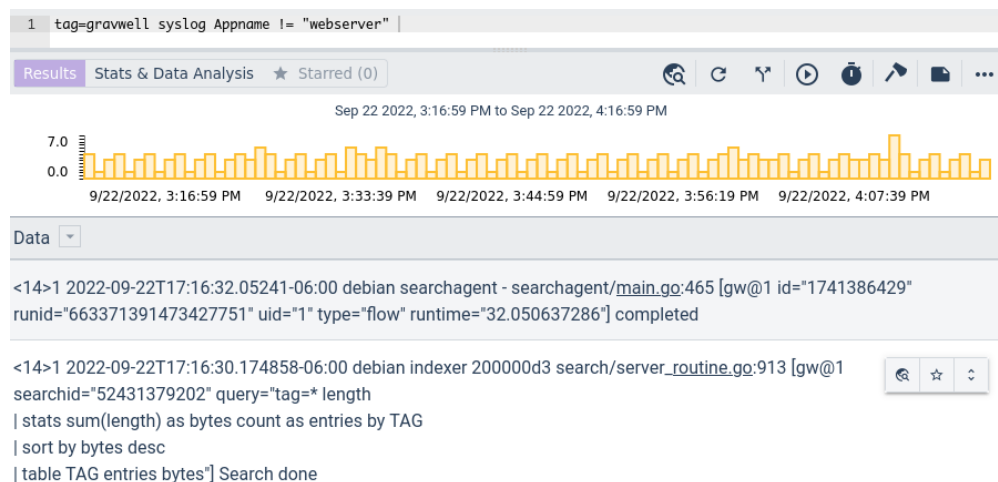 1 tag=gravwell syslog Appname != "webserver"
Results Stats & Data Analysis Starred (0)
Sep 22 2022, 3:16:59 PM to Sep 22 2022, 4:16:59 PM
7.0
0.0
9/22/2022, 3:16:59 PM 9/22/2022, 3:33:39 PM 9/22/2022, 3:44:59 PM 9/22/2022, 3:56:19 PM 9/22/2022, 4:07:39 PM
Data
<14>1 2022-09-22T17:16:32.05241-06:00 debian searchagent - searchagent/main.go:465 [gw@1 id="1741386429"
runid="663371391473427751" uid="1" type="flow" runtime="32.050637286"] completed
<14>1 2022-09-22T17:16:30.174858-06:00 debian indexer 200000d3 search/server_routine.go:913 [gw@1
searchid="52431379202" query="tag=* length
| stats sum(length) as bytes count as entries by TAG
| sort by bytes desc
| table TAG entries bytes"] Search done